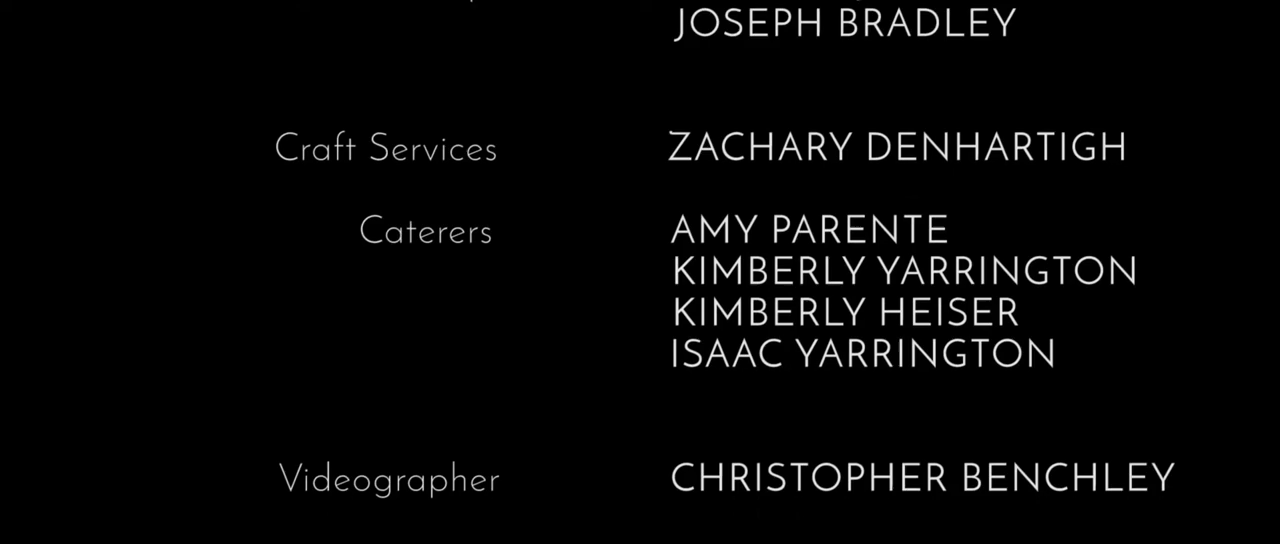 JOSEPH BRADLEY
Craft Services ZACHARY DENHARTIGH
Caterers AMY PARENTE
KIMBERLY YARRINGTON
KIMBERLY HEISER
ISAAC YARRINGTON
Videographer CHRISTOPHER BENCHLEY